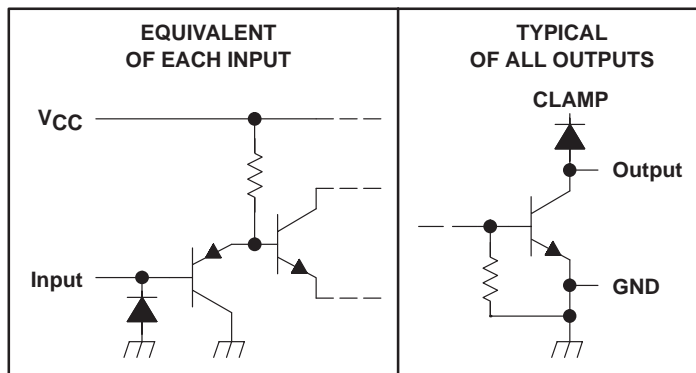 EQUIVALENT
OF EACH INPUT
VCC
Input
TYPICAL
OF ALL OUTPUTS
CLAMP
Output
GND